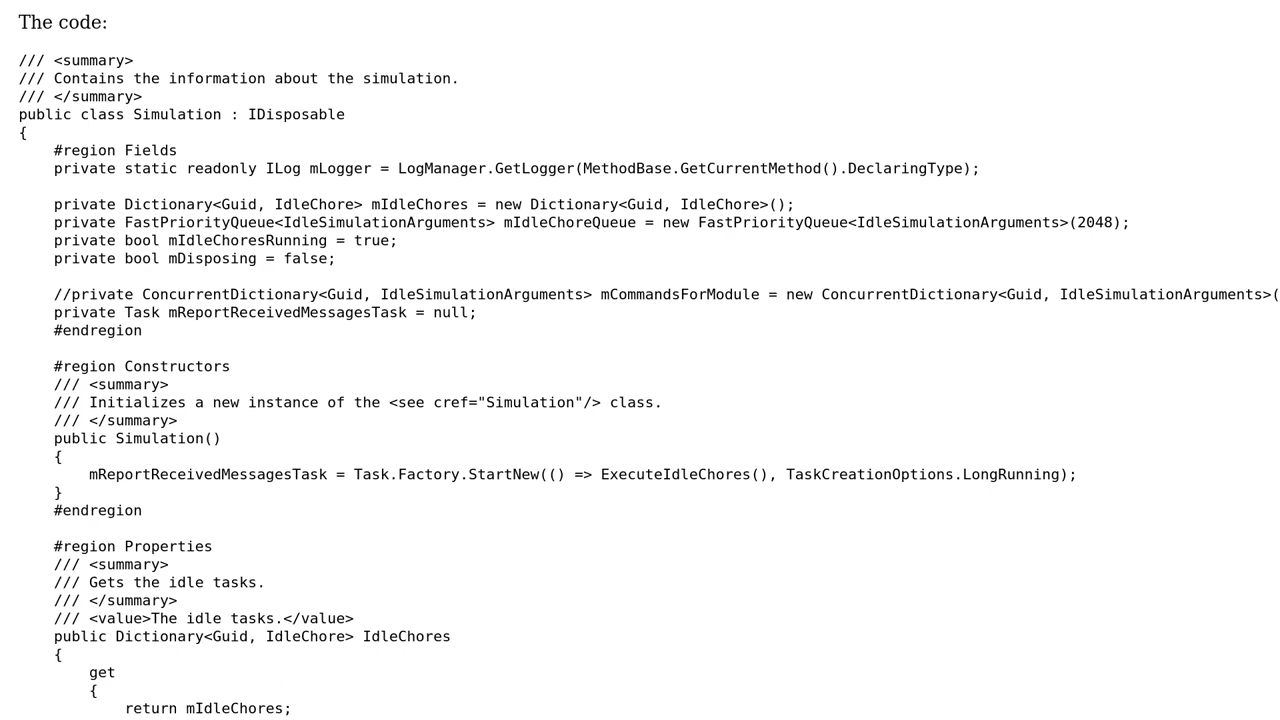 The code:
/// <summary>
/// Contains the information about the simulation.
/// </summary>
public class Simulation : IDisposable
{
    #region Fields
    private static readonly ILog mLogger = LogManager.GetLogger(MethodBase.GetCurrentMethod().DeclaringType);

    private Dictionary<Guid, IdleChore> mIdleChores = new Dictionary<Guid, IdleChore>();
    private FastPriorityQueue<IdleSimulationArguments> mIdleChoreQueue = new FastPriorityQueue<IdleSimulationArguments>(2048);
    private bool mIdleChoresRunning = true;
    private bool mDisposing = false;

    //private ConcurrentDictionary<Guid, IdleSimulationArguments> mCommandsForModule = new ConcurrentDictionary<Guid, IdleSimulationArguments>(
    private Task mReportReceivedMessagesTask = null;
    #endregion

    #region Constructors
    /// <summary>
    /// Initializes a new instance of the <see cref="Simulation"/> class.
    /// </summary>
    public Simulation()
    {
        mReportReceivedMessagesTask = Task.Factory.StartNew(() => ExecuteIdleChores(), TaskCreationOptions.LongRunning);
    }
    #endregion

    #region Properties
    /// <summary>
    /// Gets the idle tasks.
    /// </summary>
    /// <value>The idle tasks.</value>
    public Dictionary<Guid, IdleChore> IdleChores
    {
        get
        {
            return mIdleChores;